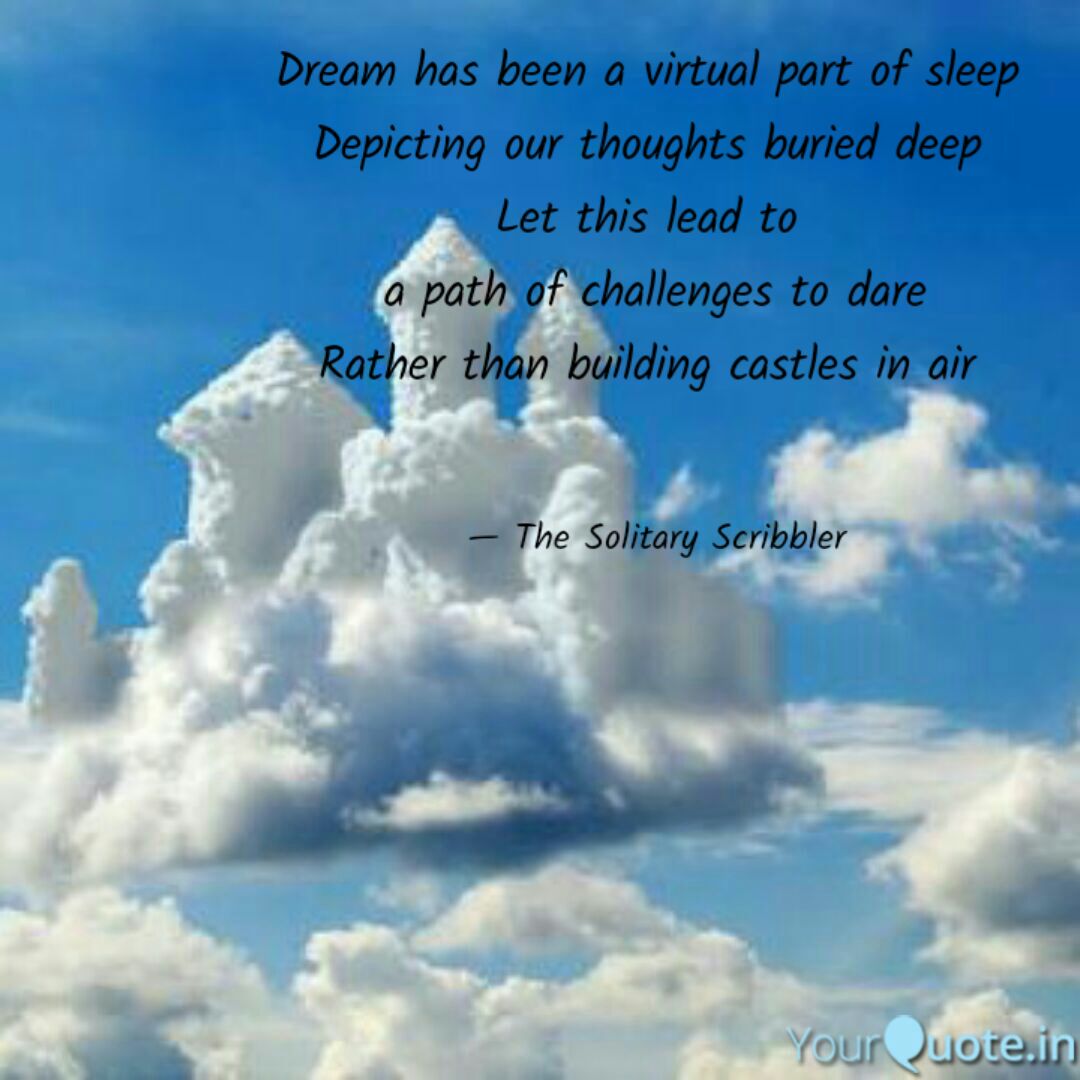 Dream has been a virtual part of sleep
Depicting our thoughts buried deep
Let this lead to
a path of challenges to dare
Rather than building castles in air
— The Solitary Scribbler
YourQuote.in